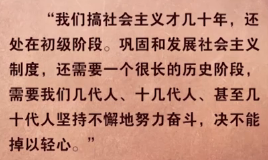 “我们搞社会主义才几十年，还
处在初级阶段。巩固和发展社会主义
制度，还需要一个很长的历史阶段，
需要我们几代人、十几代人、甚至几
十代人坚持不懈地努力奋斗，决不能
掉以轻心。”